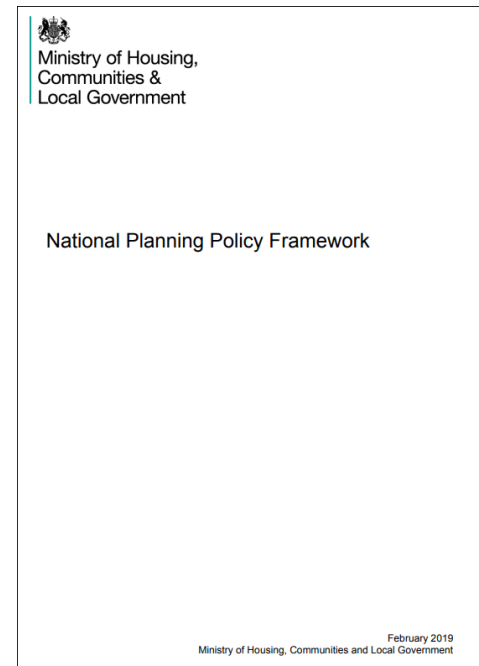 Ministry of Housing,
Communities &
Local Government
National Planning Policy Framework
February 2019
Ministry of Housing, Communities and Local Government